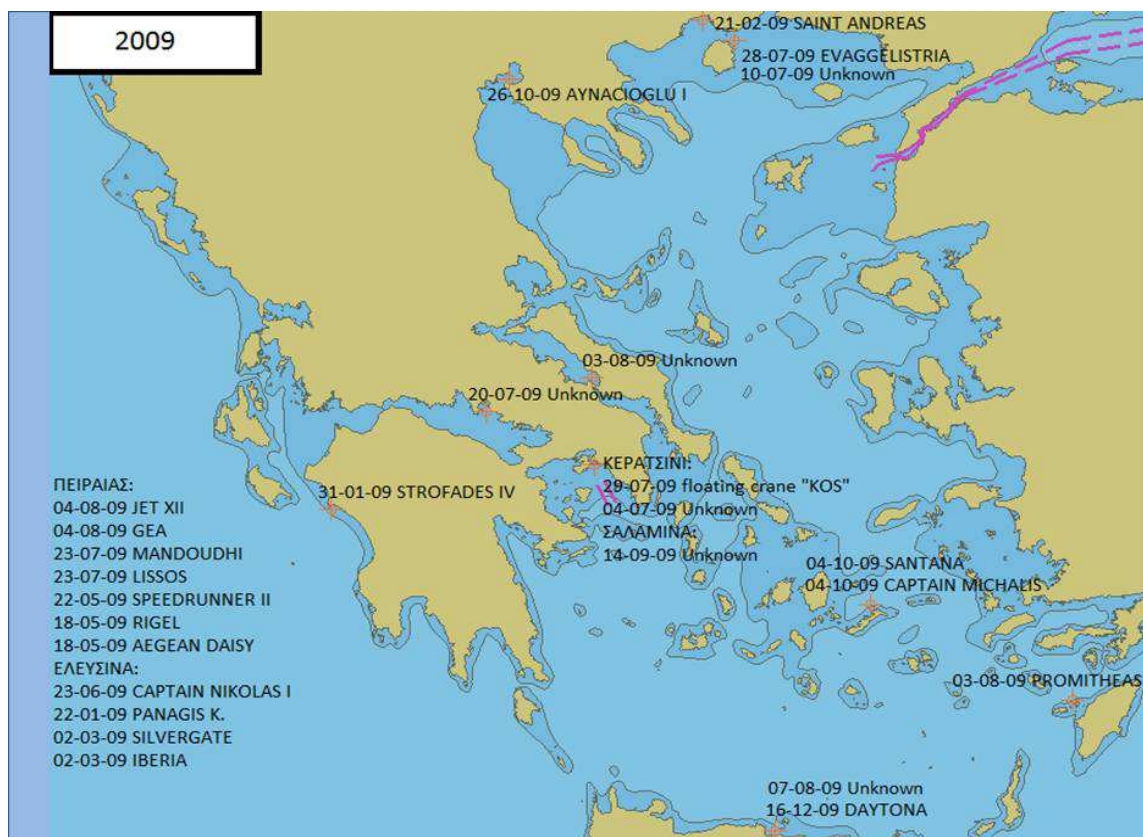 2009
21-02-09 SAINT ANDREAS
28-07-09 EVAGGELISTRIA
10-07-09 Unknown
26-10-09 AYNACIOGLU I
03-08-09 Unknown
20-07-09 Unknown
ΚΕΡΑΤΣΙΝΙ:
29-07-09 floating crane "KOS"
04-07-09 Unknown
ΣΑΛΑΜΙΝΑ:
14-09-09 Unknown
31-01-09 STROFADES IV
ΠΕΙΡΑΙΑΣ:
04-08-09 JET XII
04-08-09 GEA
23-07-09 MANDOUDHI
23-07-09 LISSOS
22-05-09 SPEEDRUNNER II
18-05-09 RIGEL
18-05-09 AEGEAN DAISY
ΕΛΕΥΣΙΝΑ:
23-06-09 CAPTAIN NIKOLAS I
22-01-09 PANAGIS K.
02-03-09 SILVERGATE
02-03-09 IBERIA
04-10-09 SANTANA
04-10-09 CAPTAIN MICHALIS
03-08-09 PROMITHEAS
07-08-09 Unknown
16-12-09 DAYTONA